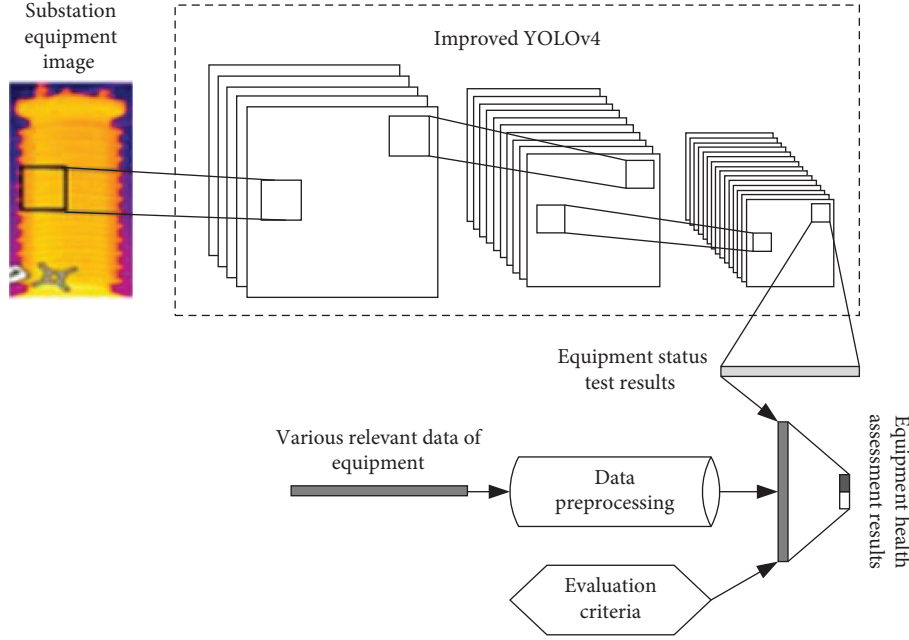 Substation
equipment
image
Improved YOLOv4
Equipment status
test results
Various relevant data of
equipment
Data
preprocessing
Equipment health
assessment results
Evaluation
criteria